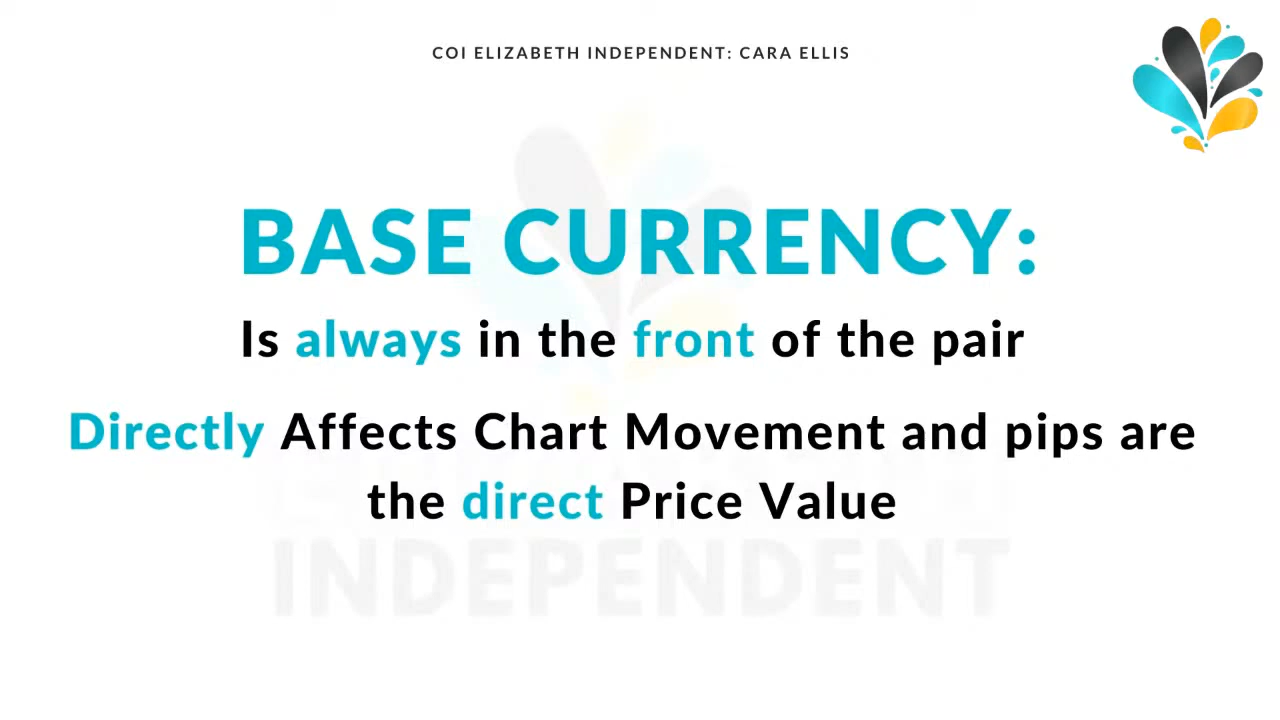 COI ELIZABETH INDEPENDENT: CARA ELLIS
BASE CURRENCY:
Is always in the front of the pair
Directly Affects Chart Movement and pips are
the direct Price Value
INDEPENDENT